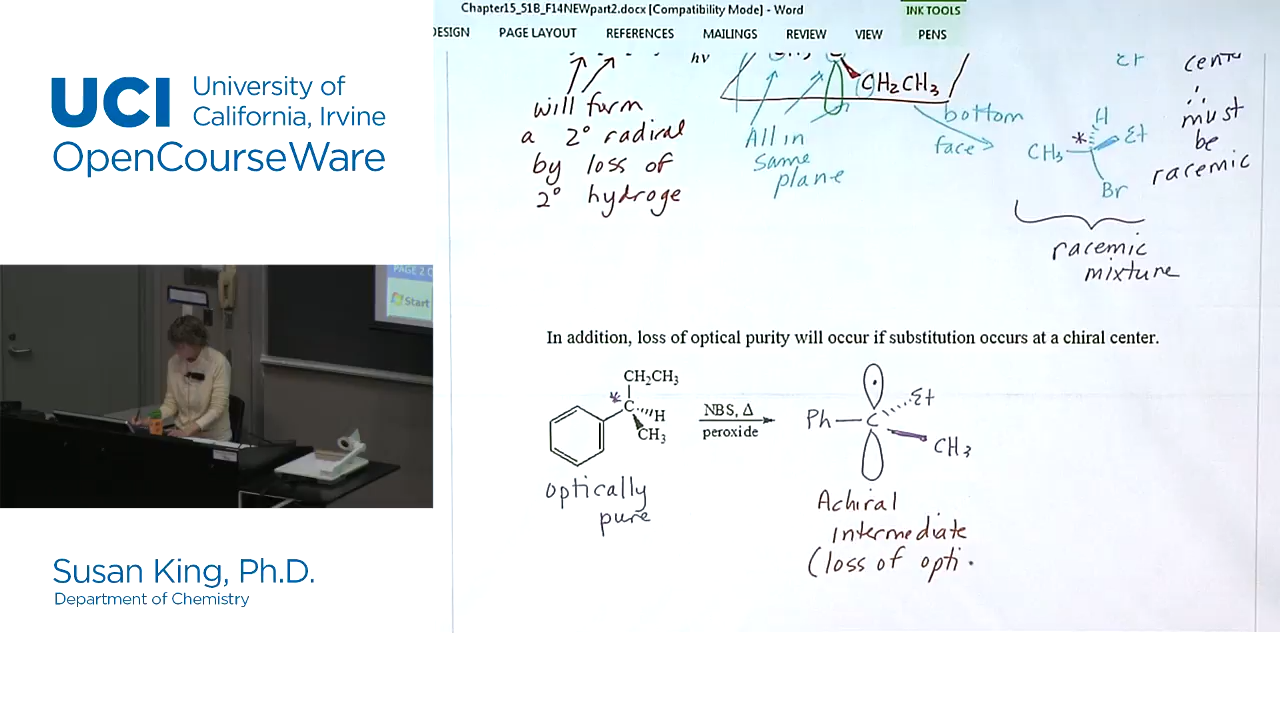 Chapter15_51B_F14NEWpart2.docx [Compatibility Mode] - Word
INK TOOLS
DESIGN PAGE LAYOUT REFERENCES MAILINGS REVIEW VIEW PENS
UCI University of California, Irvine
OpenCourseWare
hν
CH₂CH₃
will form
a 2° radical
by loss of
2° hydroge
All in
same
plane
bottom
face
H
* Et
CH₃
Br
must
be
racemic
racemic
mixture
PAGE 2
Start
In addition, loss of optical purity will occur if substitution occurs at a chiral center.
CH₂CH₃
* C H
CH₃
NBS, Δ
peroxide
Ph C Et
CH₃
optically
pure
Achiral
intermediate
(loss of opti
Susan King, Ph.D.
Department of Chemistry